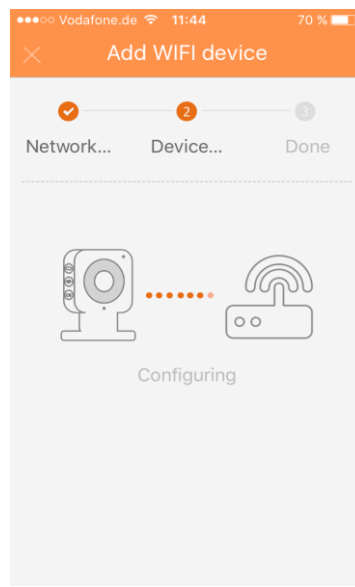 Vodafone.de 11:44 70 %
Add WIFI device
2 3
Network... Device... Done
Configuring